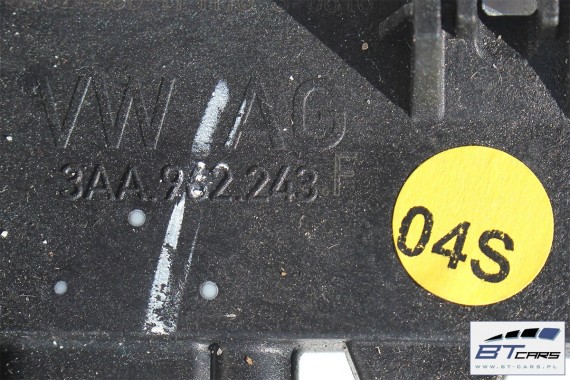 VW AG
3AA.962.243 F
04S
BT CARS
WWW.BT-CARS.PL